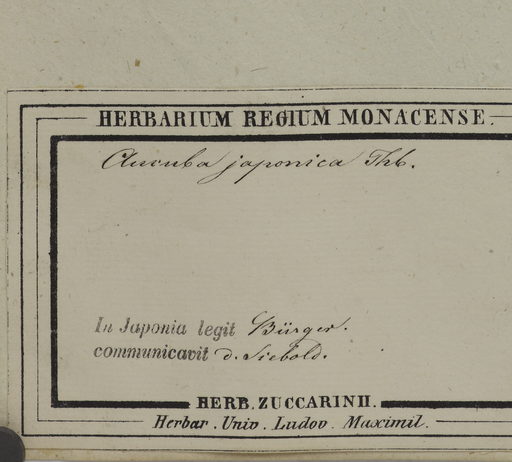 HERBARIUM REGIUM MONACENSE.
Aucuba japonica Thb.
In Japonia legit Bürger.
communicavit d. Siebold.
HERB. ZUCCARINII.
Herbar. Univ. Ludov. Maximil.